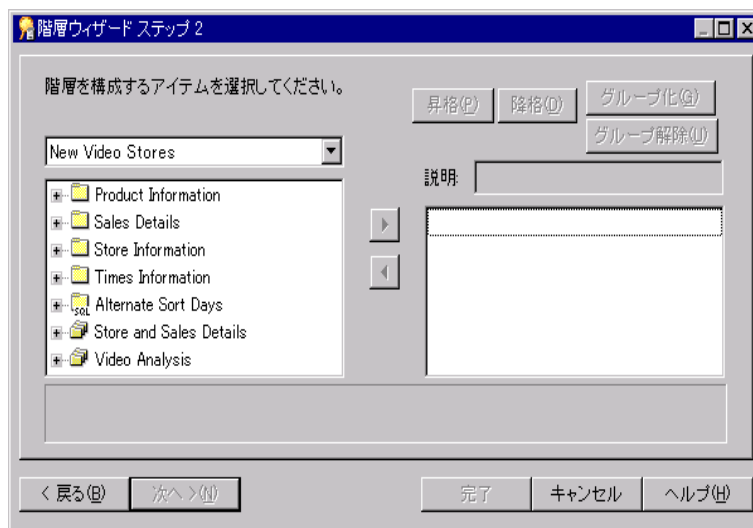 階層ウィザード ステップ 2
階層を構成するアイテムを選択してください。
昇格(P)
降格(D)
グループ化(G)
グループ解除(U)
New Video Stores
説明:
Product Information
Sales Details
Store Information
Times Information
SQL
Alternate Sort Days
Store and Sales Details
Video Analysis
< 戻る(B)
次へ >(N)
完了
キャンセル
ヘルプ(H)